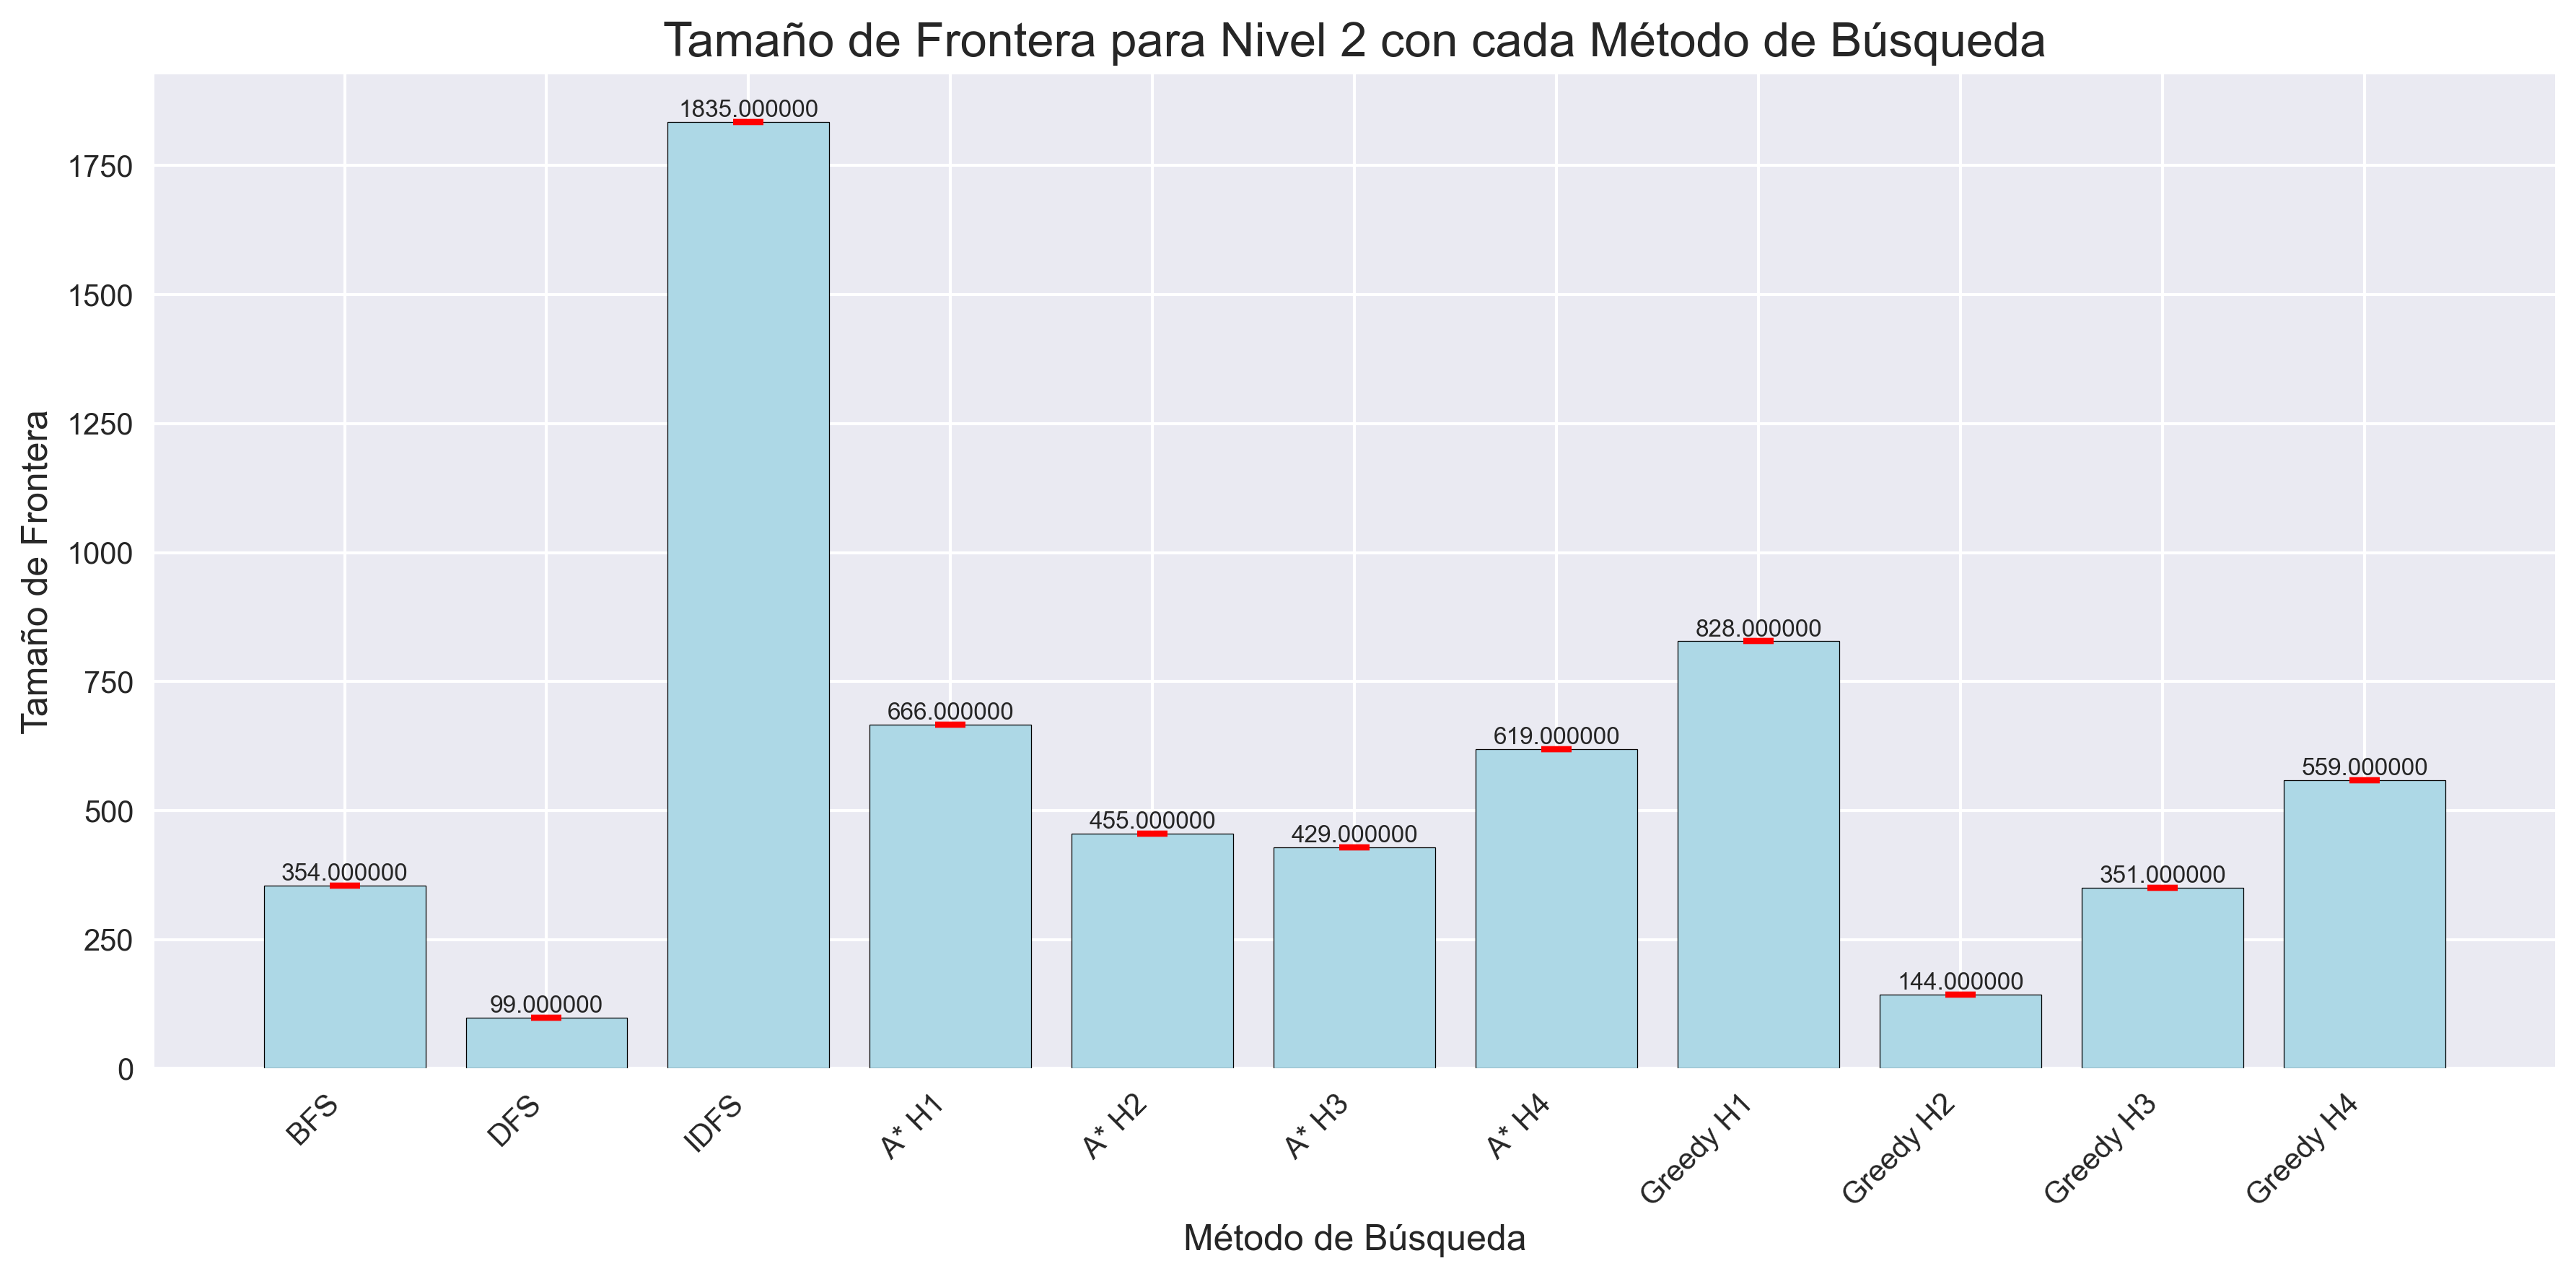 Tamaño de Frontera para Nivel 2 con cada Método de Búsqueda
Tamaño de Frontera
1750
1500
1250
1000
750
500
250
0
354.000000
99.000000
1835.000000
666.000000
455.000000
429.000000
619.000000
828.000000
144.000000
351.000000
559.000000
BFS
DFS
IDFS
A* H1
A* H2
A* H3
A* H4
Greedy H1
Greedy H2
Greedy H3
Greedy H4
Método de Búsqueda